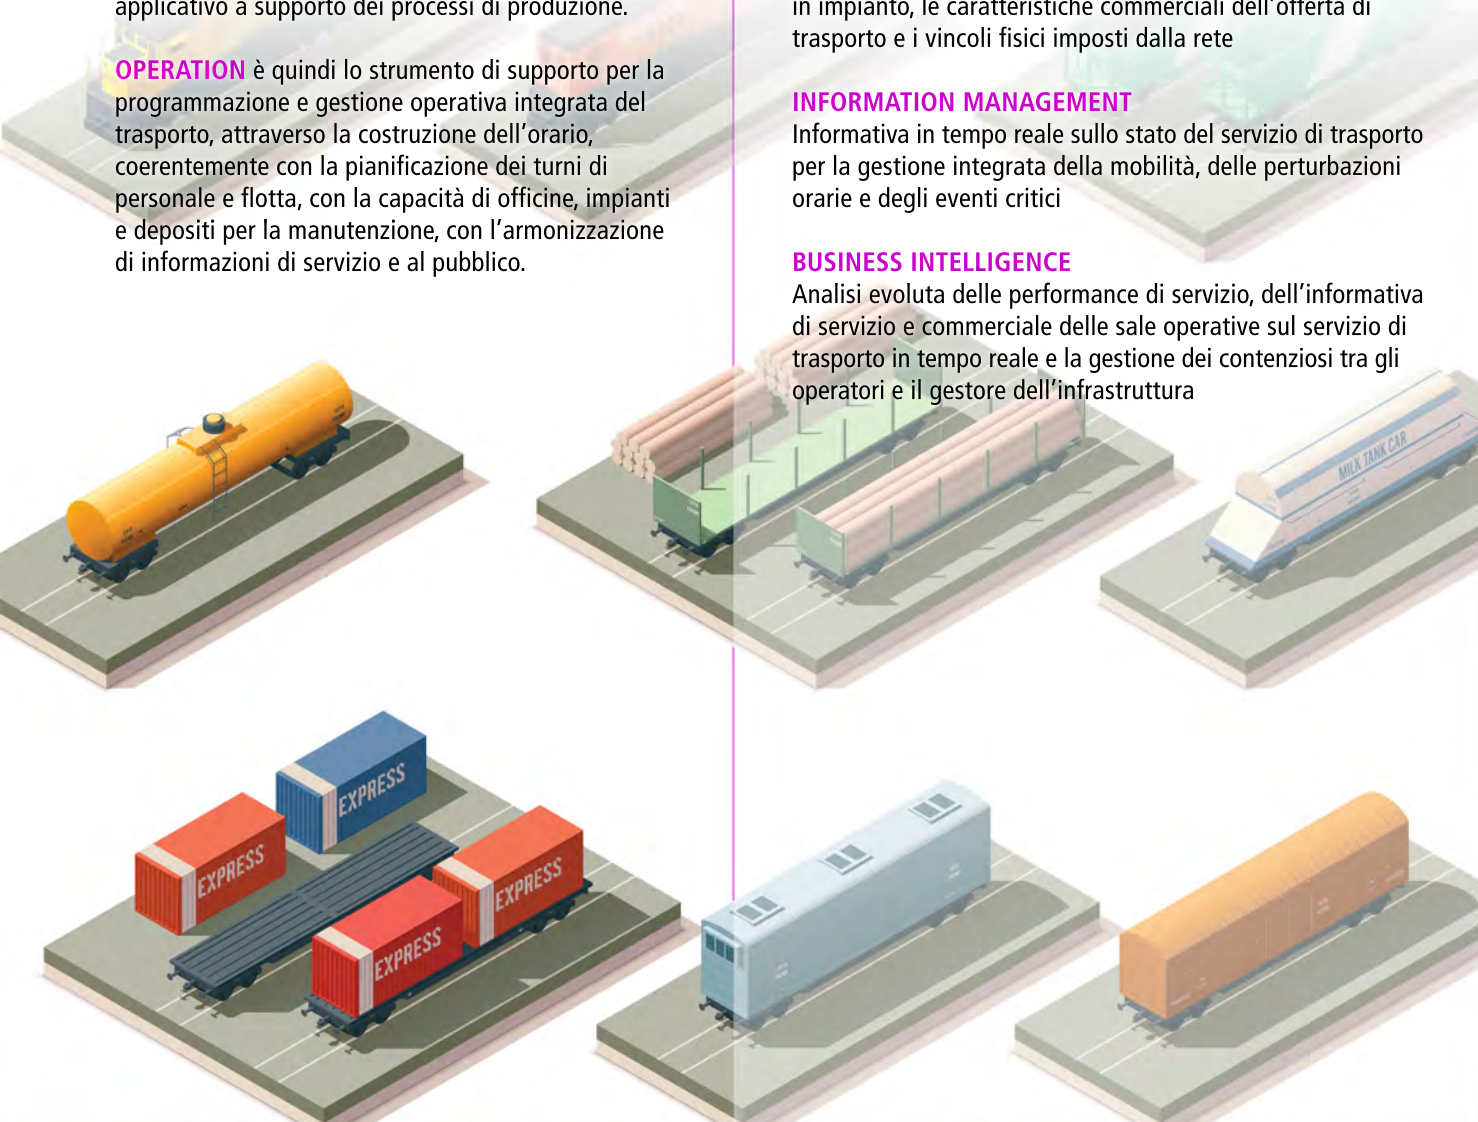 applicativo a supporto dei processi di produzione.
OPERATION è quindi lo strumento di supporto per la
programmazione e gestione operativa integrata del
trasporto, attraverso la costruzione dell’orario,
coerentemente con la pianificazione dei turni di
personale e flotta, con la capacità di officine, impianti
e depositi per la manutenzione, con l’armonizzazione
di informazioni di servizio e al pubblico.
in impianto, le caratteristiche commerciali dell’offerta di
trasporto e i vincoli fisici imposti dalla rete
INFORMATION MANAGEMENT
Informativa in tempo reale sullo stato del servizio di trasporto
per la gestione integrata della mobilità, delle perturbazioni
orarie e degli eventi critici
BUSINESS INTELLIGENCE
Analisi evoluta delle performance di servizio, dell’informativa
di servizio e commerciale delle sale operative sul servizio di
trasporto in tempo reale e la gestione dei contenziosi tra gli
operatori e il gestore dell’infrastruttura
MILK TANK CAR
EXPRESS
EXPRESS
EXPRESS
EXPRESS